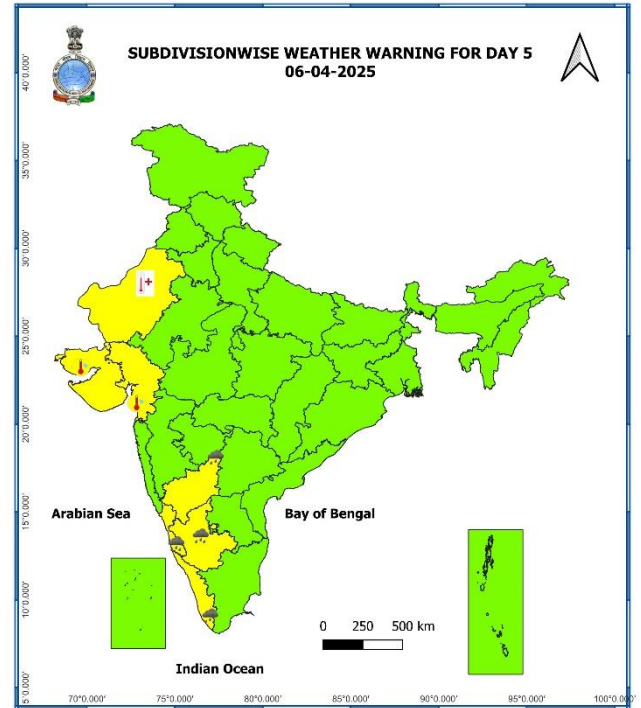 SUBDIVISIONWISE WEATHER WARNING FOR DAY 5
06-04-2025
40°0.000'
35°0.000'
30°0.000'
25°0.000'
20°0.000'
15°0.000'
10°0.000'
5°0.000'
Arabian Sea
Bay of Bengal
0 250 500 km
Indian Ocean
70°0.000' 75°0.000' 80°0.000' 85°0.000' 90°0.000' 95°0.000' 100°0.000'